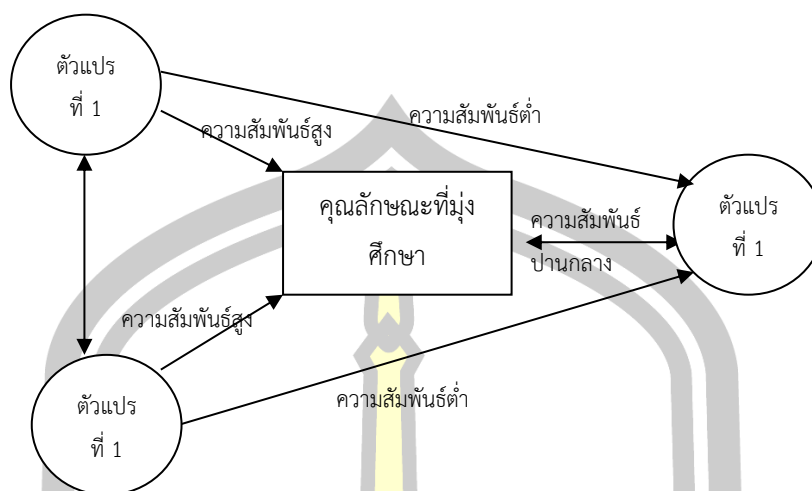 ตัวแปร
ที่ 1
ความสัมพันธ์ต่ำ
ความสัมพันธ์สูง
คุณลักษณะที่มุ่ง
ศึกษา
ความสัมพันธ์
ปานกลาง
ตัวแปร
ที่ 1
ความสัมพันธ์สูง
ความสัมพันธ์ต่ำ
ตัวแปร
ที่ 1